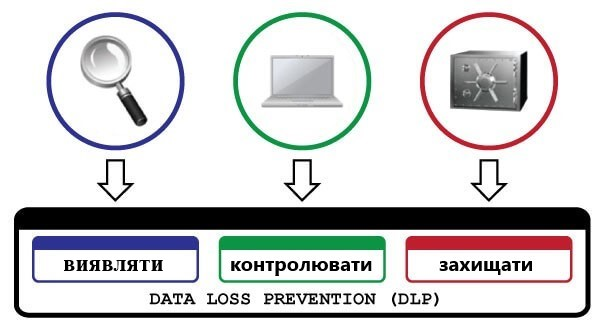 виявляти
контролювати
захищати
DATA LOSS PREVENTION (DLP)